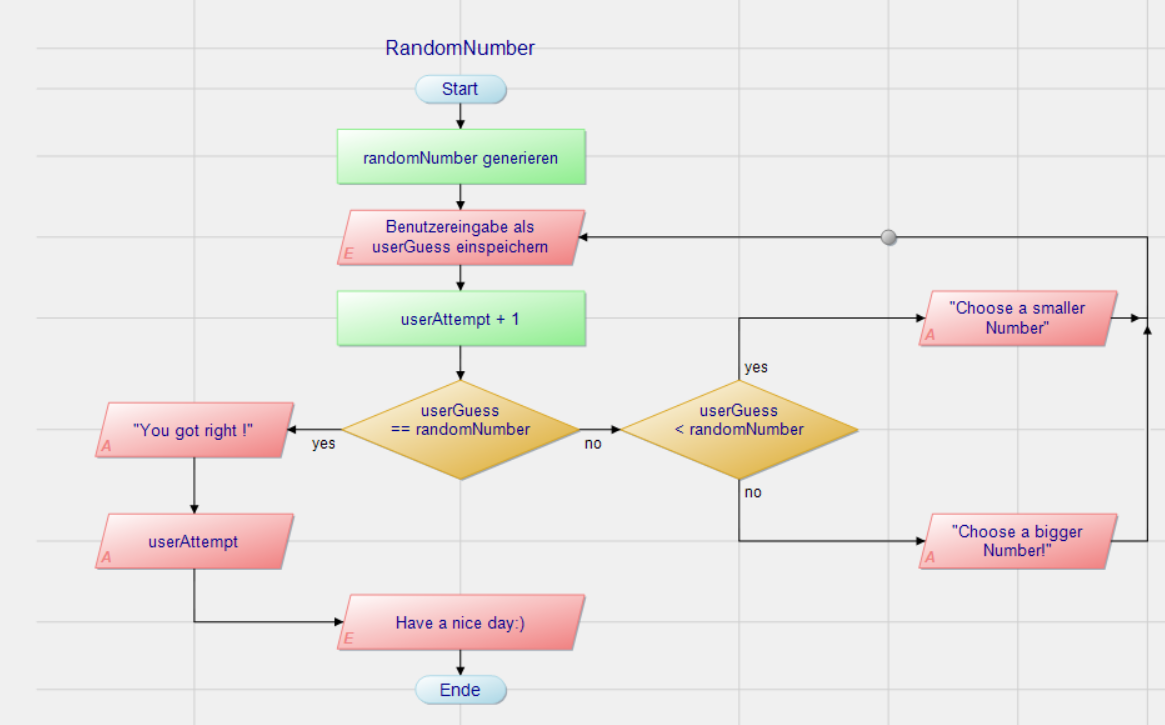 RandomNumber
Start
randomNumber generieren
Benutzereingabe als
userGuess einspeichern
E
userAttempt + 1
"Choose a smaller
Number"
A
yes
userGuess
== randomNumber
userGuess
< randomNumber
"You got right !"
A
yes
no
no
userAttempt
A
"Choose a bigger
Number!"
A
Have a nice day:)
E
Ende